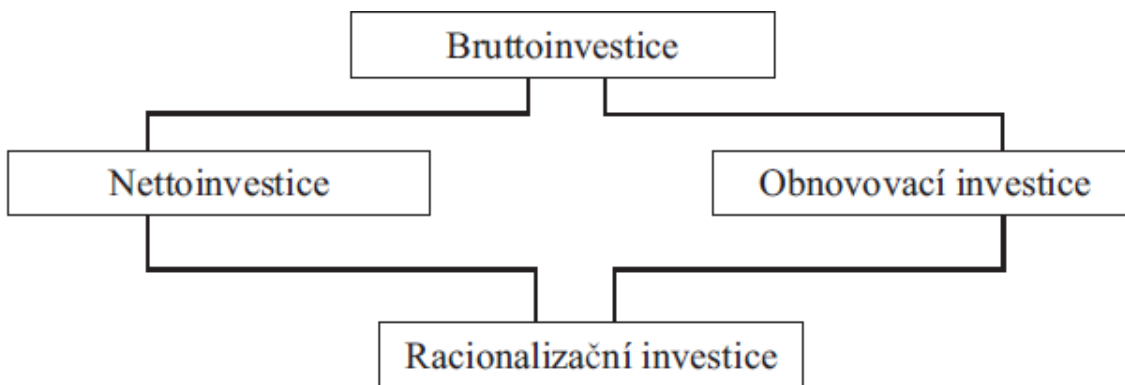 Bruttoinvestice
Nettoinvestice
Obnovovací investice
Racionalizační investice